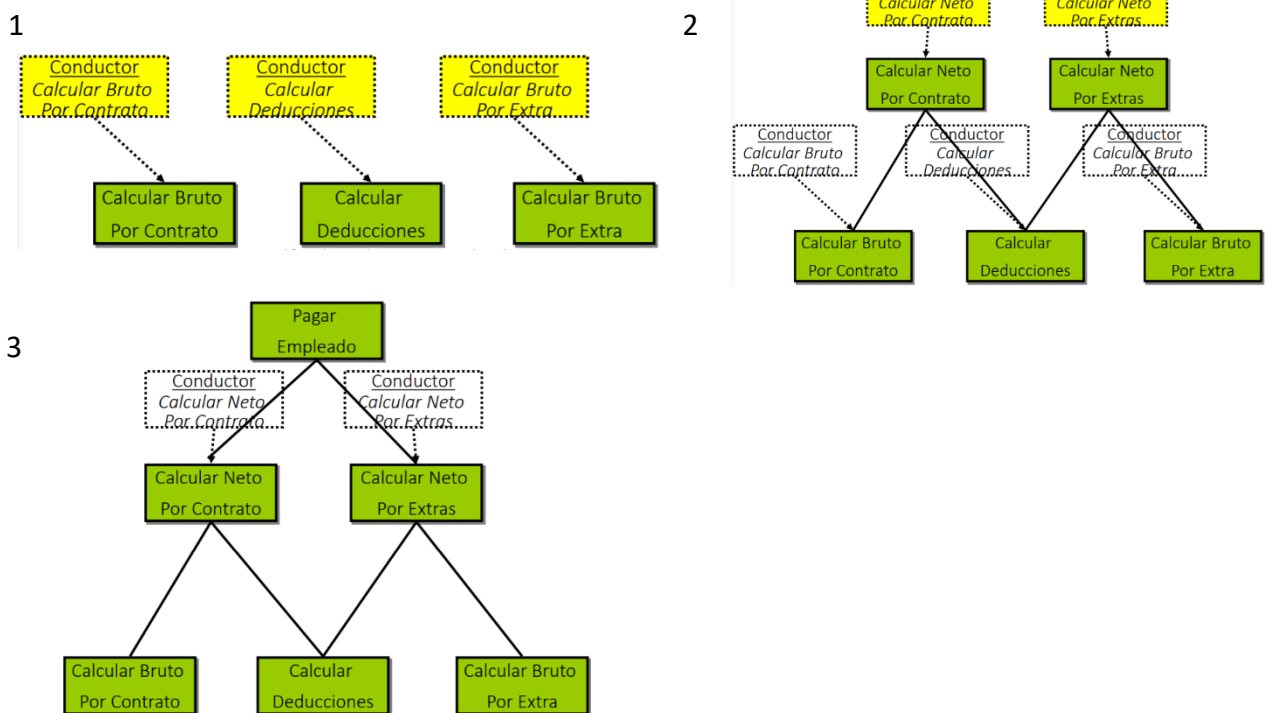 1
Conductor
Calcular Bruto
Por Contrato
Conductor
Calcular
Deducciones
Conductor
Calcular Bruto
Por Extra
Calcular Bruto
Por Contrato
Calcular
Deducciones
Calcular Bruto
Por Extra
2
Calcular Neto
Por Contrato
Calcular Neto
Por Extras
Calcular Neto
Por Contrato
Calcular Neto
Por Extras
Conductor
Calcular Bruto
Por Contrato
Conductor
Calcular
Deducciones
Conductor
Calcular Bruto
Por Extra
Calcular Bruto
Por Contrato
Calcular
Deducciones
Calcular Bruto
Por Extra
3
Pagar
Empleado
Conductor
Calcular Neto
Por Contrato
Conductor
Calcular Neto
Por Extras
Calcular Neto
Por Contrato
Calcular Neto
Por Extras
Calcular Bruto
Por Contrato
Calcular
Deducciones
Calcular Bruto
Por Extra